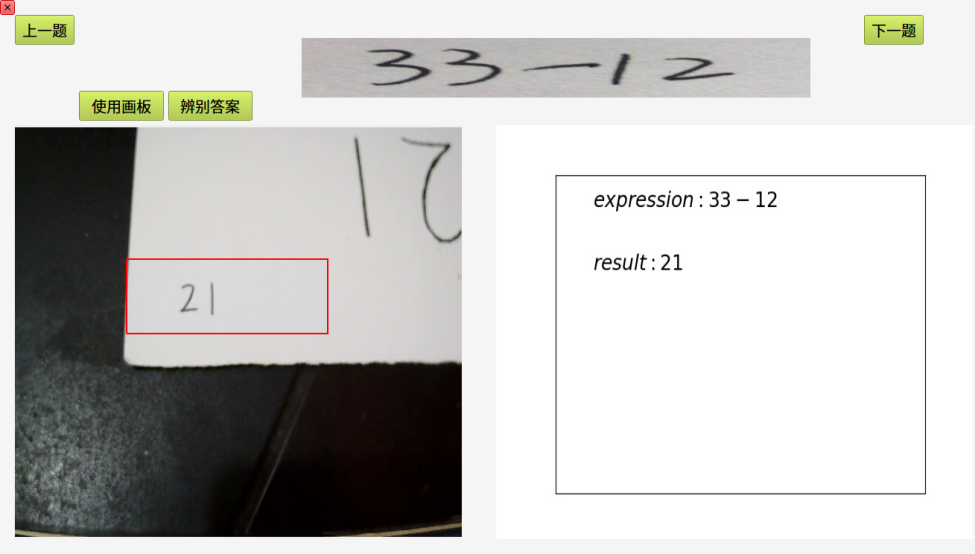 ×
上一题
下一题
33-12
使用画板 辨别答案
21
expression : 33 − 12
result : 21